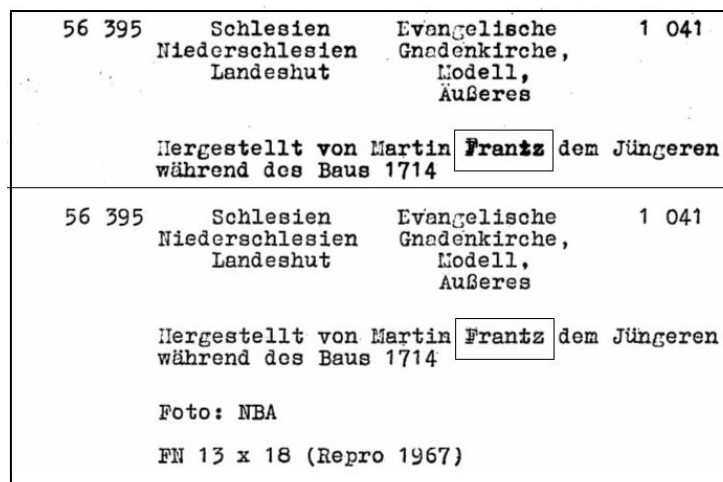 56 395 Schlesien Evangelische 1 041
Niederschlesien Gnadenkirche,
Landeshut Modell,
Äußeres
Hergestellt von Martin Frantz dem Jüngeren
während des Baus 1714
56 395 Schlesien Evangelische 1 041
Niederschlesien Gnadenkirche,
Landeshut Modell,
Äußeres
Hergestellt von Martin Frantz dem Jüngeren
während des Baus 1714
Foto: NBA
FN 13 x 18 (Repro 1967)